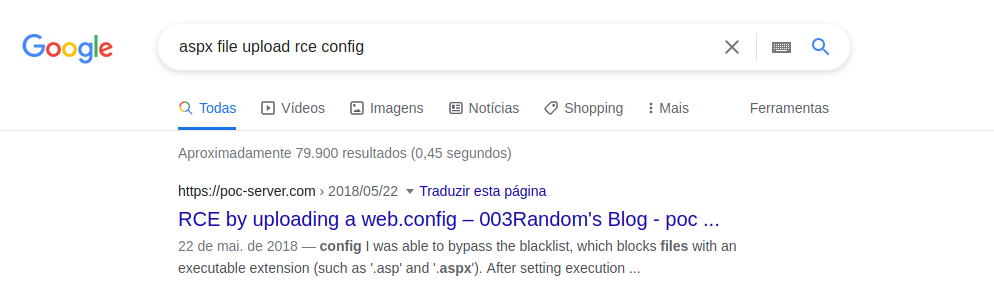 Google
aspx file upload rce config
Todas Vídeos Imagens Notícias Shopping Mais Ferramentas
Aproximadamente 79.900 resultados (0,45 segundos)
https://poc-server.com › 2018/05/22 Traduzir esta página
RCE by uploading a web.config – 003Random's Blog - poc ...
22 de mai. de 2018 — config I was able to bypass the blacklist, which blocks files with an
executable extension (such as '.asp' and '.aspx'). After setting execution ...